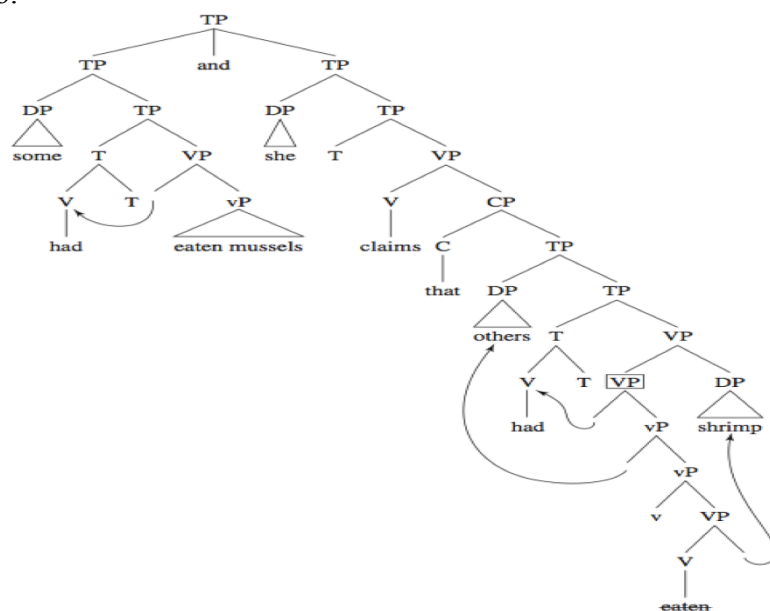 TP
TP and TP
DP TP DP TP
some T VP she T VP
V T vP V CP
had eaten mussels claims C TP
that DP TP
others T VP
V T VP DP
had vP shrimp
vP
v VP
V
eaten